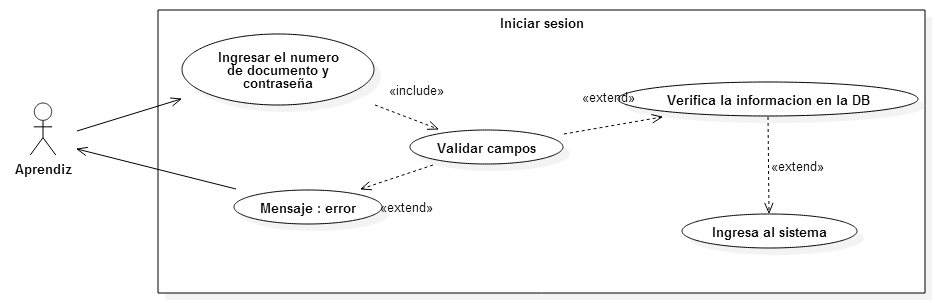 Iniciar sesion
Ingresar el numero
de documento y
contraseña
«include»
«extend»
Verifica la informacion en la DB
Validar campos
Aprendiz
«extend»
Mensaje : error
«extend»
Ingresa al sistema